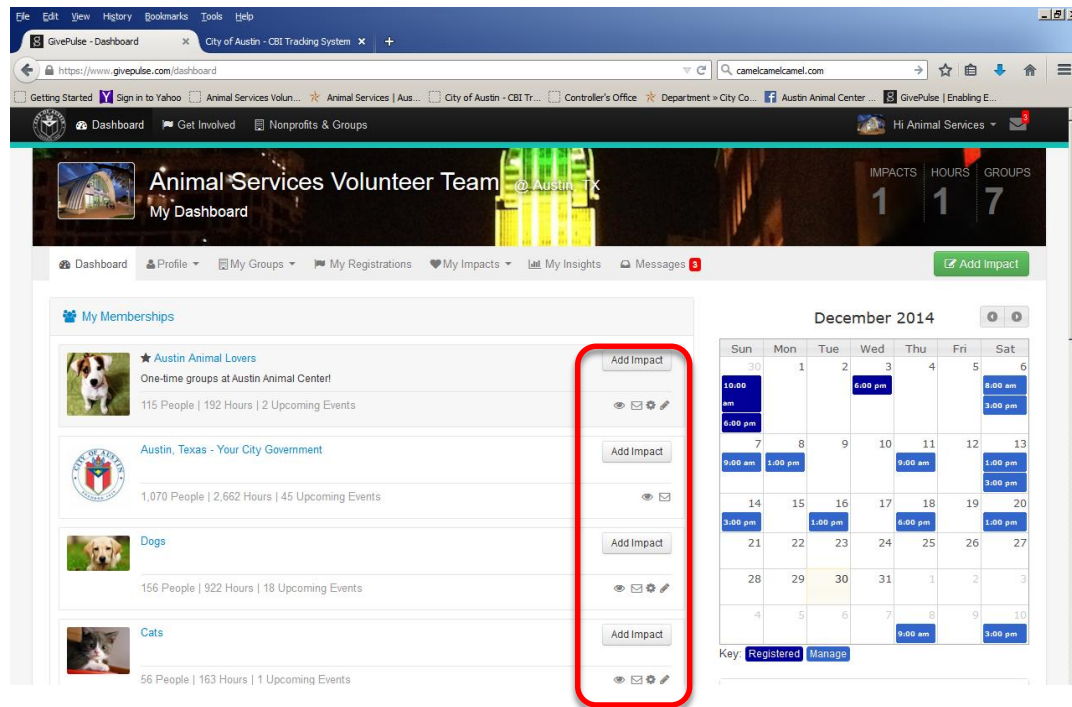 File Edit View History Bookmarks Tools Help
GivePulse - Dashboard × City of Austin - CBI Tracking System × +
https://www.givepulse.com/dashboard camelcamelcamel.com
Getting Started Sign in to Yahoo Animal Services Volun... Animal Services | Aus... City of Austin - CBI Tr... Controller's Office Department » City Co... Austin Animal Center ... GivePulse | Enabling E...
Dashboard Get Involved Nonprofits & Groups Hi Animal Services 3
Animal Services Volunteer Team @ Austin, TX
My Dashboard
IMPACTS HOURS GROUPS
1 1 7
Dashboard Profile My Groups My Registrations My Impacts My Insights Messages 3 Add Impact
My Memberships
Austin Animal Lovers Add Impact
One-time groups at Austin Animal Center!
115 People | 192 Hours | 2 Upcoming Events
Austin, Texas - Your City Government Add Impact
1,070 People | 2,662 Hours | 45 Upcoming Events
Dogs Add Impact
156 People | 922 Hours | 18 Upcoming Events
Cats Add Impact
56 People | 163 Hours | 1 Upcoming Events
December 2014
Sun Mon Tue Wed Thu Fri Sat
30 1 2 3 4 5 6
10:00 am 6:00 pm 8:00 am
6:00 pm 3:00 pm
7 8 9 10 11 12 13
9:00 am 1:00 pm 9:00 am 1:00 pm
3:00 pm
14 15 16 17 18 19 20
3:00 pm 1:00 pm 6:00 pm 1:00 pm
21 22 23 24 25 26 27
28 29 30 31 1 2 3
4 5 6 7 8 9 10
9:00 am 3:00 pm
Key: Registered Manage